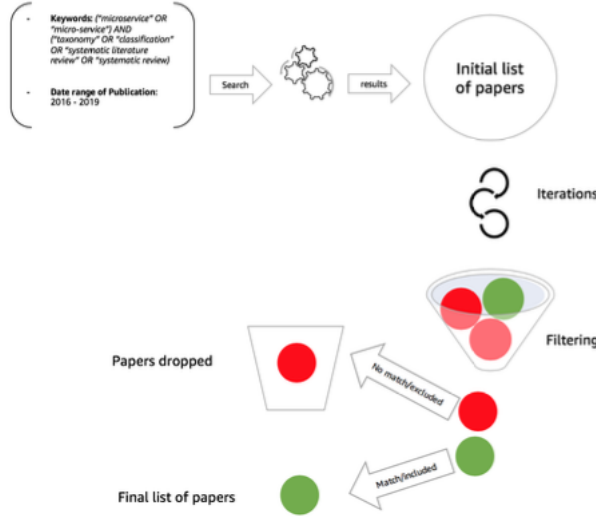 - Keywords: ("microservice" OR
"micro-service") AND
("taxonomy" OR "classification"
OR "systematic literature
review" OR "systematic review)
- Date range of Publication:
2016 - 2019
Search
results
Initial list
of papers
Iterations
Filtering
Papers dropped
No match/excluded
Match/included
Final list of papers